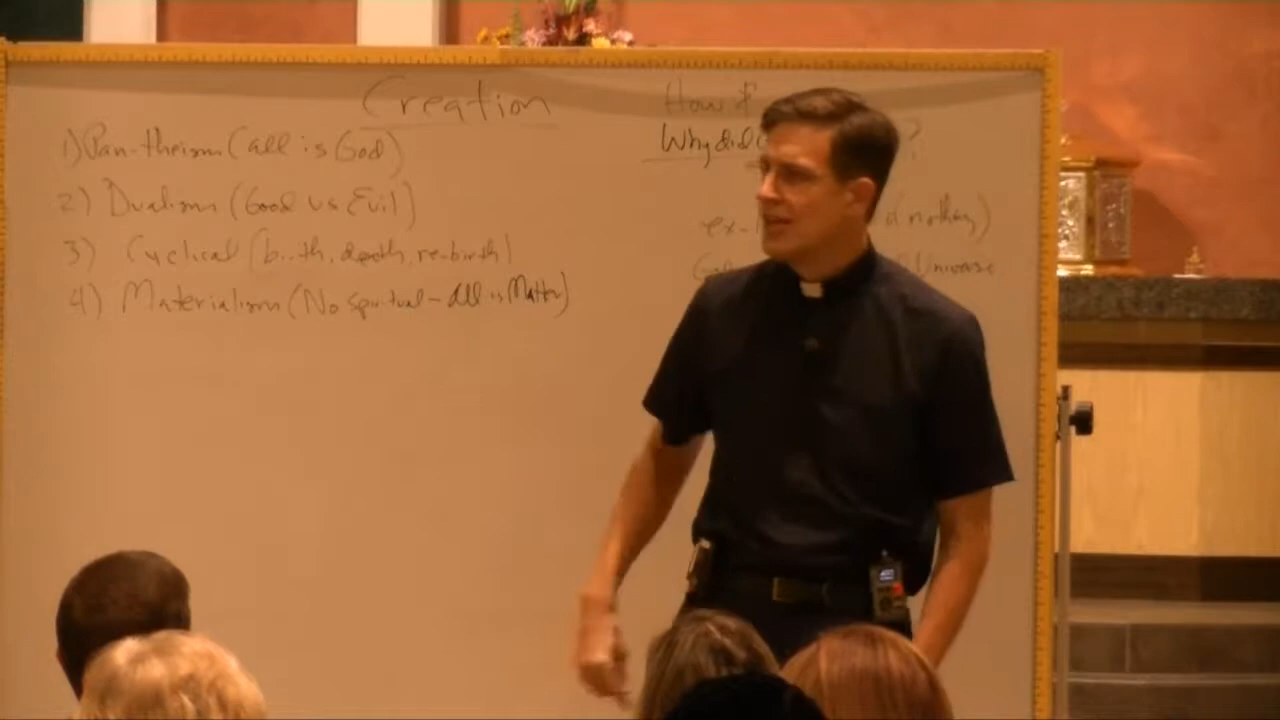 Creation
1) Pan-theism (all is God)
2) Dualism (Good vs Evil)
3) Cyclical (birth, death, re-birth)
4) Materialism (No spiritual - All is Matter)
How
Why did ?
ex- nothing)
Universe